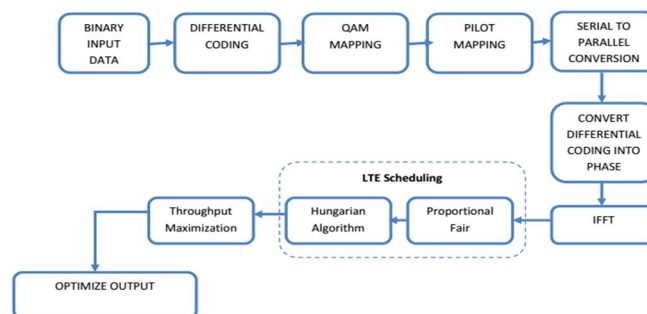 BINARY
INPUT
DATA
DIFFERENTIAL
CODING
QAM
MAPPING
PILOT
MAPPING
SERIAL TO
PARALLEL
CONVERSION
CONVERT
DIFFERENTIAL
CODING INTO
PHASE
IFFT
LTE Scheduling
Proportional
Fair
Hungarian
Algorithm
Throughput
Maximization
OPTIMIZE OUTPUT